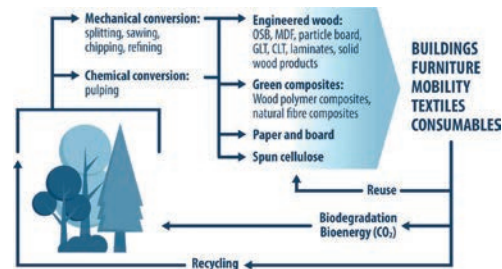 Mechanical conversion:
splitting, sawing,
chipping, refining
Chemical conversion:
pulping
Engineered wood:
OSB, MDF, particle board,
GLT, CLT, laminates, solid
wood products
Green composites:
Wood polymer composites,
natural fibre composites
Paper and board
Spun cellulose
BUILDINGS
FURNITURE
MOBILITY
TEXTILES
CONSUMABLES
Reuse
Biodegradation
Bioenergy (CO₂)
Recycling